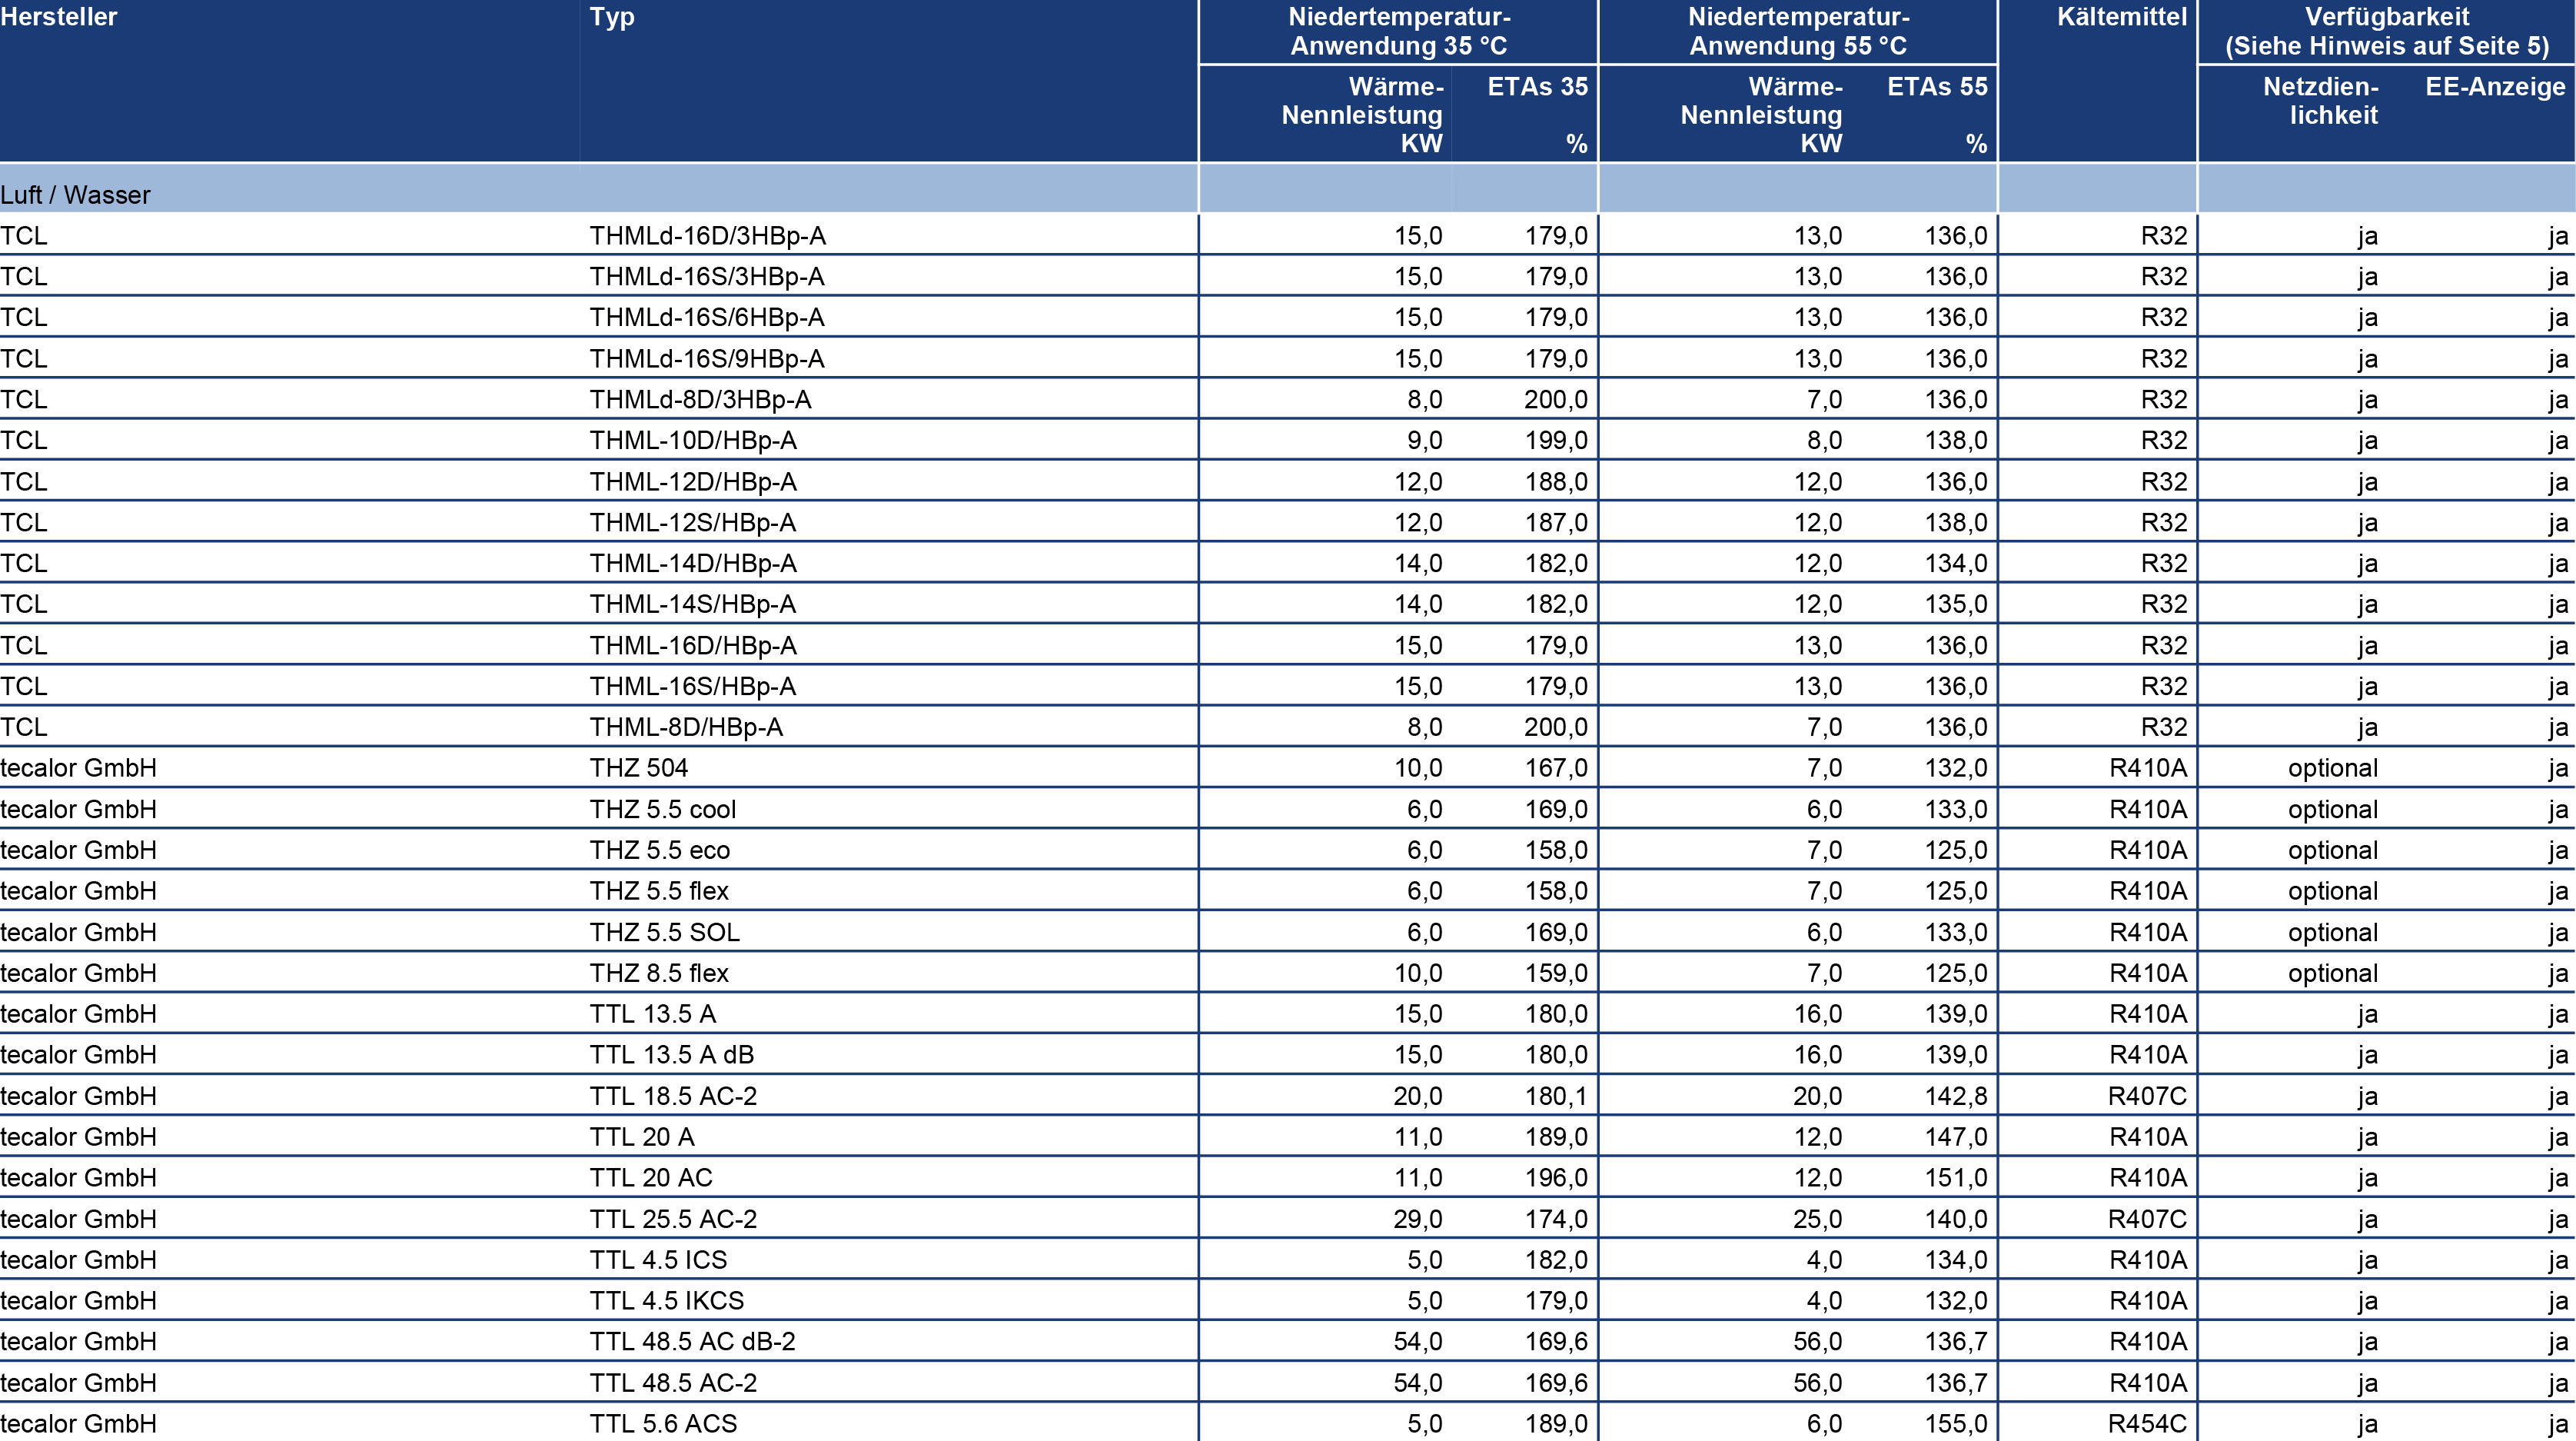 Hersteller Typ Niedertemperatur- Niedertemperatur- Kältemittel Verfügbarkeit
Anwendung 35 °C Anwendung 55 °C (Siehe Hinweis auf Seite 5)
Wärme- ETAs 35 Wärme- ETAs 55 Netzdien- EE-Anzeige
Nennleistung Nennleistung lichkeit
KW % KW %
Luft / Wasser
TCL THMLd-16D/3HBp-A 15,0 179,0 13,0 136,0 R32 ja ja
TCL THMLd-16S/3HBp-A 15,0 179,0 13,0 136,0 R32 ja ja
TCL THMLd-16S/6HBp-A 15,0 179,0 13,0 136,0 R32 ja ja
TCL THMLd-16S/9HBp-A 15,0 179,0 13,0 136,0 R32 ja ja
TCL THMLd-8D/3HBp-A 8,0 200,0 7,0 136,0 R32 ja ja
TCL THML-10D/HBp-A 9,0 199,0 8,0 138,0 R32 ja ja
TCL THML-12D/HBp-A 12,0 188,0 12,0 136,0 R32 ja ja
TCL THML-12S/HBp-A 12,0 187,0 12,0 138,0 R32 ja ja
TCL THML-14D/HBp-A 14,0 182,0 12,0 134,0 R32 ja ja
TCL THML-14S/HBp-A 14,0 182,0 12,0 135,0 R32 ja ja
TCL THML-16D/HBp-A 15,0 179,0 13,0 136,0 R32 ja ja
TCL THML-16S/HBp-A 15,0 179,0 13,0 136,0 R32 ja ja
TCL THML-8D/HBp-A 8,0 200,0 7,0 136,0 R32 ja ja
tecalor GmbH THZ 504 10,0 167,0 7,0 132,0 R410A optional ja
tecalor GmbH THZ 5.5 cool 6,0 169,0 6,0 133,0 R410A optional ja
tecalor GmbH THZ 5.5 eco 6,0 158,0 7,0 125,0 R410A optional ja
tecalor GmbH THZ 5.5 flex 6,0 158,0 7,0 125,0 R410A optional ja
tecalor GmbH THZ 5.5 SOL 6,0 169,0 6,0 133,0 R410A optional ja
tecalor GmbH THZ 8.5 flex 10,0 159,0 7,0 125,0 R410A optional ja
tecalor GmbH TTL 13.5 A 15,0 180,0 16,0 139,0 R410A ja ja
tecalor GmbH TTL 13.5 A dB 15,0 180,0 16,0 139,0 R410A ja ja
tecalor GmbH TTL 18.5 AC-2 20,0 180,1 20,0 142,8 R407C ja ja
tecalor GmbH TTL 20 A 11,0 189,0 12,0 147,0 R410A ja ja
tecalor GmbH TTL 20 AC 11,0 196,0 12,0 151,0 R410A ja ja
tecalor GmbH TTL 25.5 AC-2 29,0 174,0 25,0 140,0 R407C ja ja
tecalor GmbH TTL 4.5 ICS 5,0 182,0 4,0 134,0 R410A ja ja
tecalor GmbH TTL 4.5 IKCS 5,0 179,0 4,0 132,0 R410A ja ja
tecalor GmbH TTL 48.5 AC dB-2 54,0 169,6 56,0 136,7 R410A ja ja
tecalor GmbH TTL 48.5 AC-2 54,0 169,6 56,0 136,7 R410A ja ja
tecalor GmbH TTL 5.6 ACS 5,0 189,0 6,0 155,0 R454C ja ja